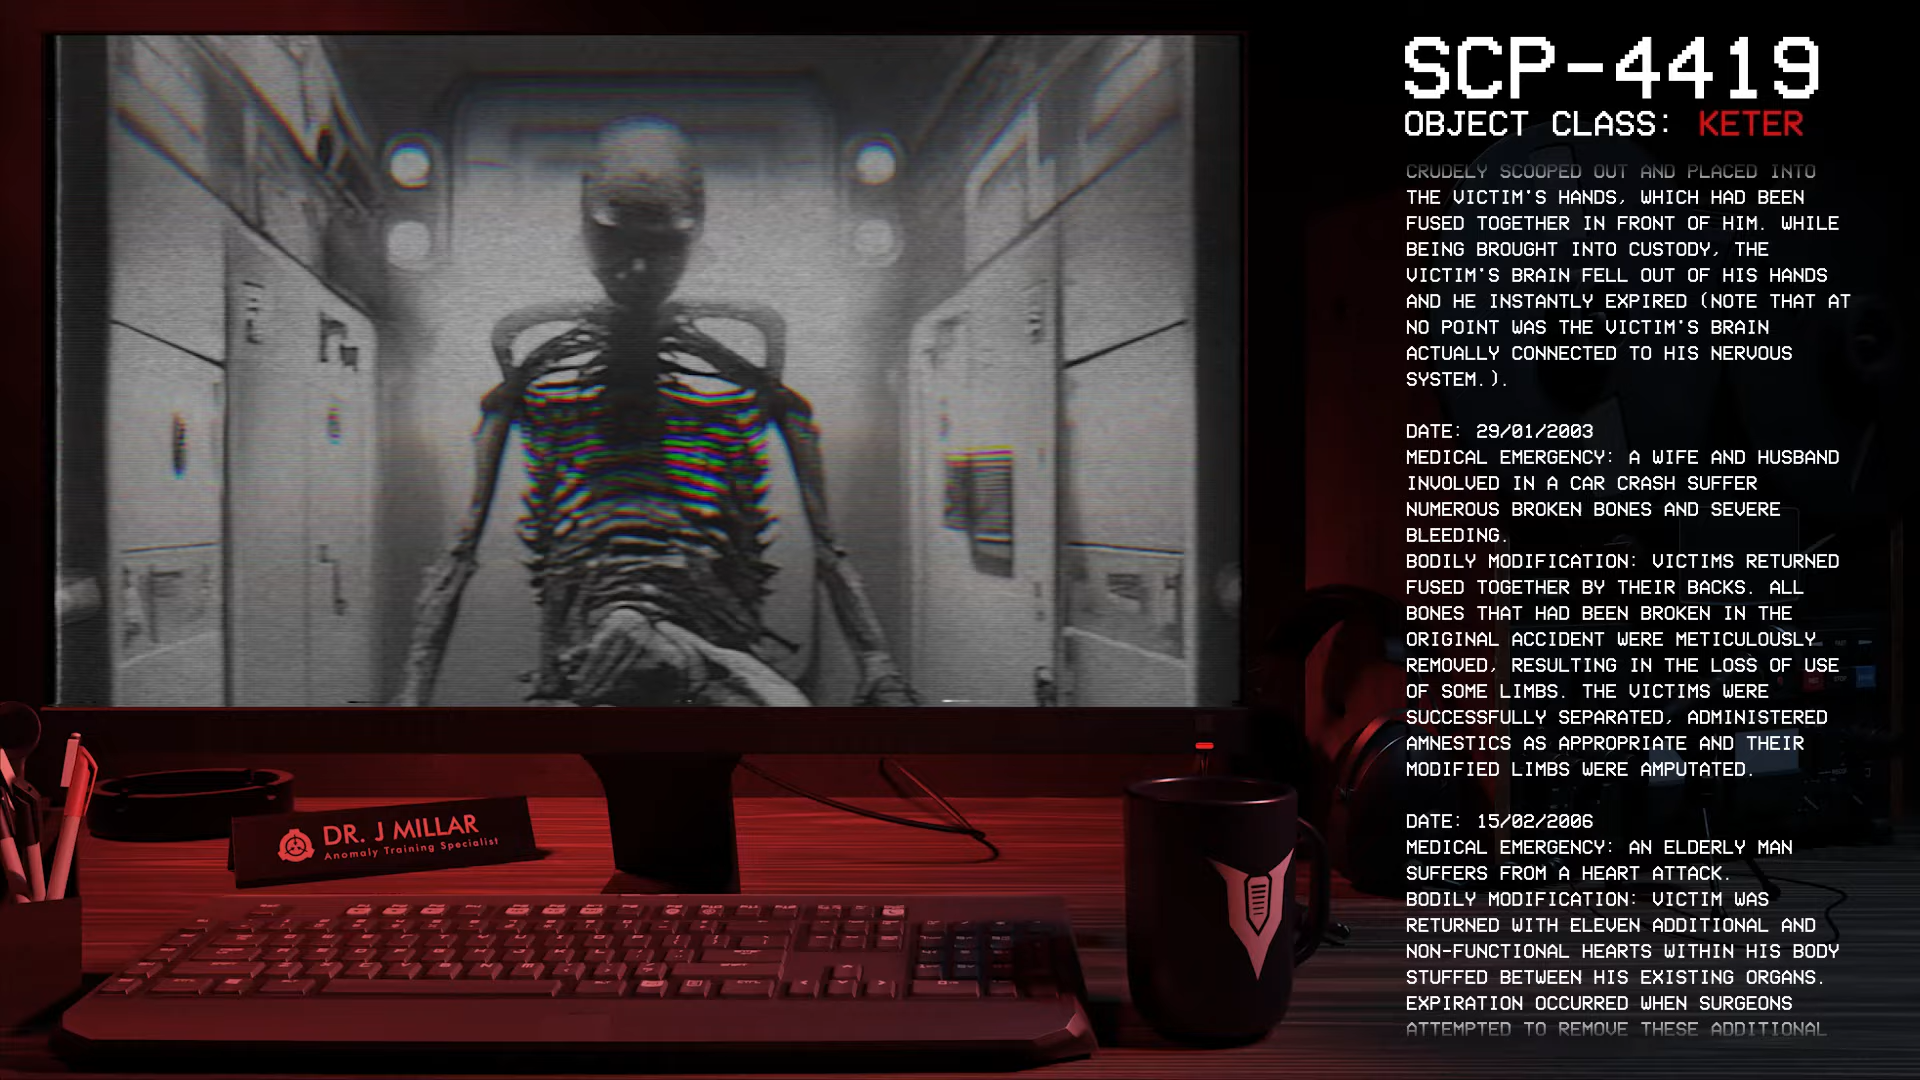 SCP-4419
OBJECT CLASS: KETER
CRUDELY SCOOPED OUT AND PLACED INTO
THE VICTIM'S HANDS, WHICH HAD BEEN
FUSED TOGETHER IN FRONT OF HIM. WHILE
BEING BROUGHT INTO CUSTODY, THE
VICTIM'S BRAIN FELL OUT OF HIS HANDS
AND HE INSTANTLY EXPIRED (NOTE THAT AT
NO POINT WAS THE VICTIM'S BRAIN
ACTUALLY CONNECTED TO HIS NERVOUS
SYSTEM.).
DATE: 29/01/2003
MEDICAL EMERGENCY: A WIFE AND HUSBAND
INVOLVED IN A CAR CRASH SUFFER
NUMEROUS BROKEN BONES AND SEVERE
BLEEDING.
BODILY MODIFICATION: VICTIMS RETURNED
FUSED TOGETHER BY THEIR BACKS. ALL
BONES THAT HAD BEEN BROKEN IN THE
ORIGINAL ACCIDENT WERE METICULOUSLY
REMOVED, RESULTING IN THE LOSS OF USE
OF SOME LIMBS. THE VICTIMS WERE
SUCCESSFULLY SEPARATED, ADMINISTERED
AMNESTICS AS APPROPRIATE AND THEIR
MODIFIED LIMBS WERE AMPUTATED.
DATE: 15/02/2006
MEDICAL EMERGENCY: AN ELDERLY MAN
SUFFERS FROM A HEART ATTACK.
BODILY MODIFICATION: VICTIM WAS
RETURNED WITH ELEVEN ADDITIONAL AND
NON-FUNCTIONAL HEARTS WITHIN HIS BODY
STUFFED BETWEEN HIS EXISTING ORGANS.
EXPIRATION OCCURRED WHEN SURGEONS
ATTEMPTED TO REMOVE THESE ADDITIONAL
DR. J MILLAR
Anomaly Training Specialist